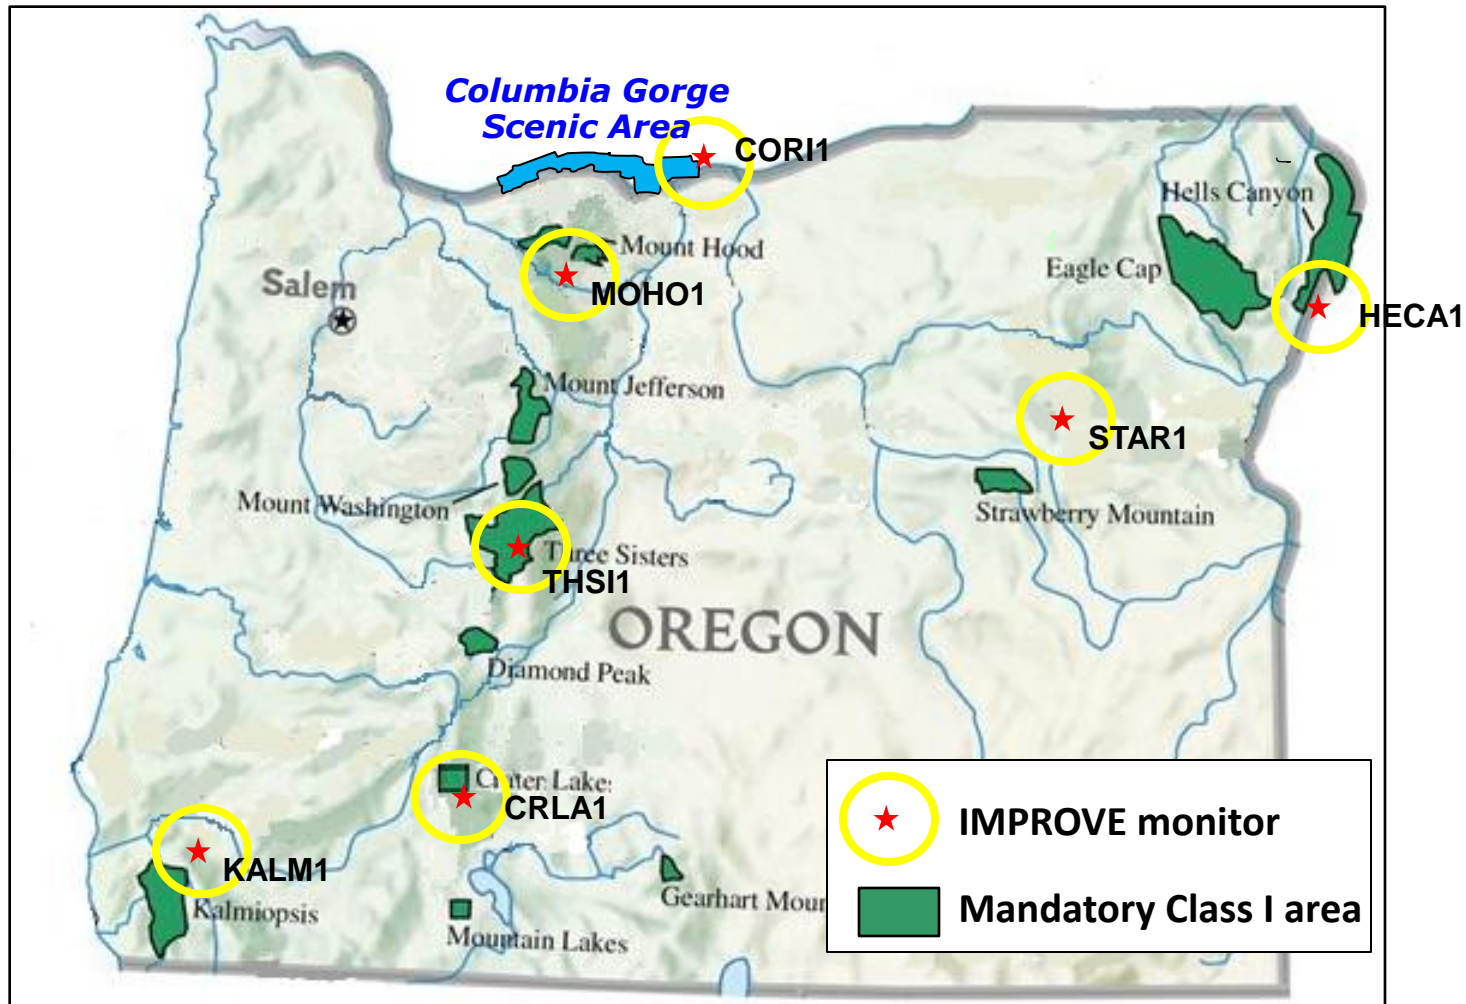 Columbia Gorge
Scenic Area
CORI1
Hells Canyon
Mount Hood
Eagle Cap
Salem
MOHO1
HECA1
Mount Jefferson
STAR1
Mount Washington
Strawberry Mountain
Three Sisters
THSI1
OREGON
Diamond Peak
Crater Lake
CRLA1
IMPROVE monitor
KALM1
Gearhart Moun
Kalmiopsis
Mandatory Class I area
Mountain Lakes